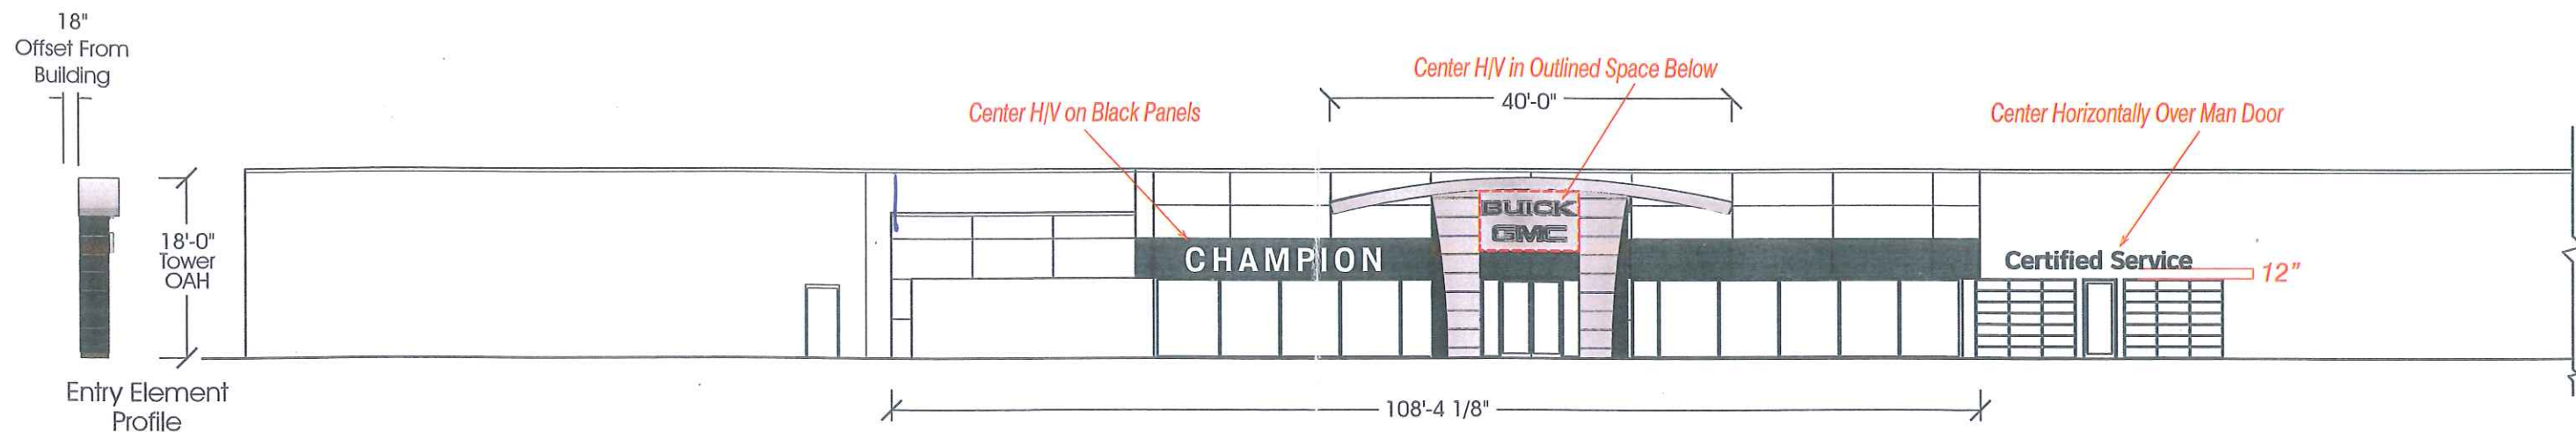 18"
Offset From
Building
Center H/V in Outlined Space Below
40'-0"
Center H/V on Black Panels
Center Horizontally Over Man Door
18'-0"
Tower
OAH
BUICK
GMC
CHAMPION
Certified Service
12"
Entry Element
Profile
108'-4 1/8"